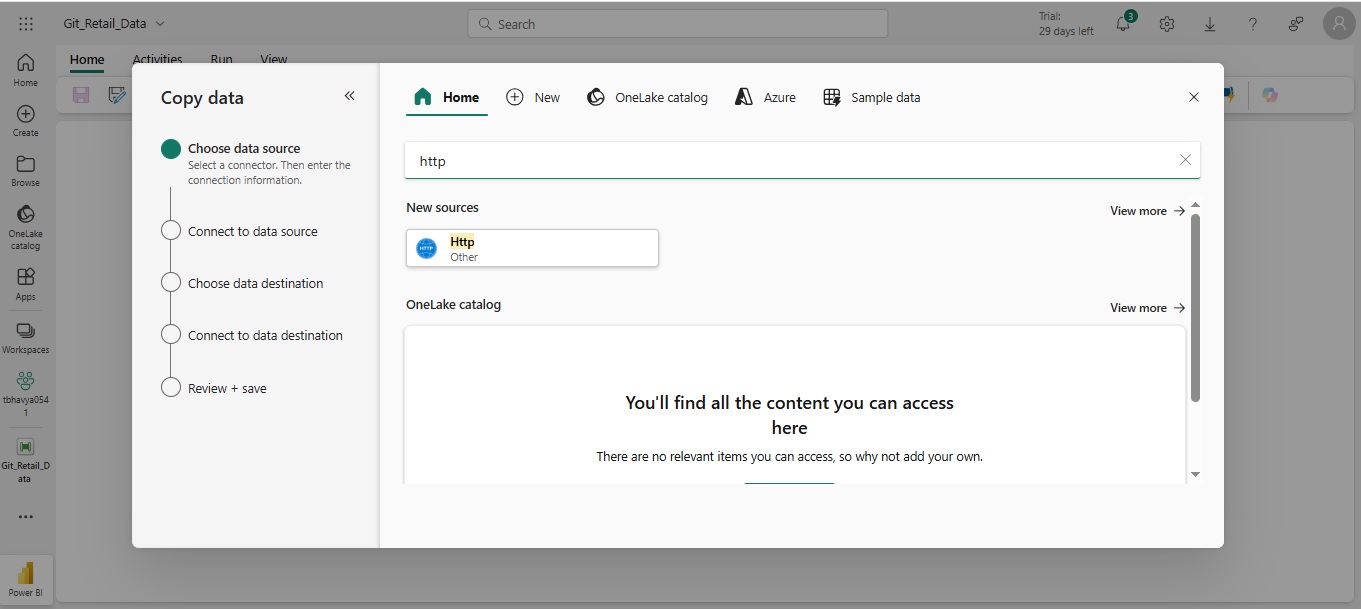 Git_Retail_Data
Search
Trial:
29 days left
3
Home
Activities
Run
View
Home
Create
Browse
OneLake
catalog
Apps
Workspaces
tbhavya054
1
Git_Retail_D
ata
Power BI
Copy data
Choose data source
Select a connector. Then enter the
connection information.
Connect to data source
Choose data destination
Connect to data destination
Review + save
Home
New
OneLake catalog
Azure
Sample data
http
New sources
View more
HTTP
Http
Other
OneLake catalog
View more
You'll find all the content you can access
here
There are no relevant items you can access, so why not add your own.